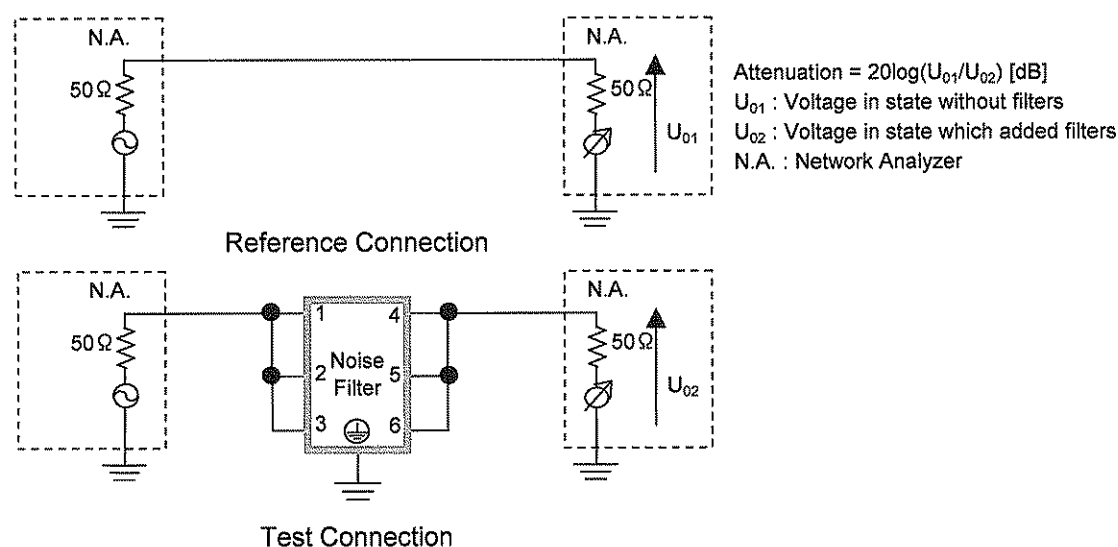 N.A.
50Ω
N.A.
50Ω
U01
Attenuation = 20log(U01/U02) [dB]
U01 : Voltage in state without filters
U02 : Voltage in state which added filters
N.A. : Network Analyzer
Reference Connection
N.A.
50Ω
1
4
2
Noise
Filter
5
3
6
N.A.
50Ω
U02
Test Connection